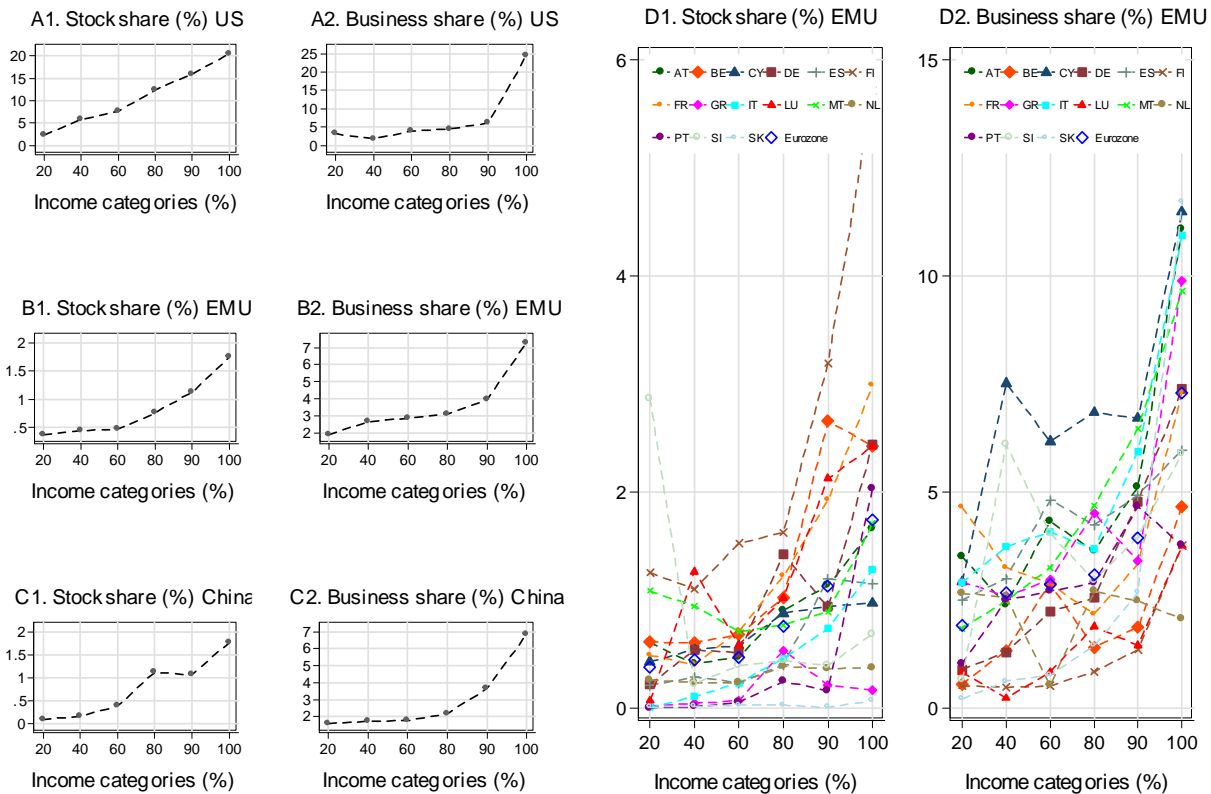 A1. Stock share (%) US
20
15
10
5
0
20 40 60 80 90 100
Income categories (%)
A2. Business share (%) US
25
20
15
10
5
0
20 40 60 80 90 100
Income categories (%)
B1. Stock share (%) EMU
2
1.5
1
.5
20 40 60 80 90 100
Income categories (%)
B2. Business share (%) EMU
7
6
5
4
3
2
20 40 60 80 90 100
Income categories (%)
C1. Stock share (%) China
2
1.5
1
.5
0
20 40 60 80 90 100
Income categories (%)
C2. Business share (%) China
7
6
5
4
3
2
20 40 60 80 90 100
Income categories (%)
D1. Stock share (%) EMU
AT BE CY DE ES FI
FR GR IT LU MT NL
PT SI SK Eurozone
6
4
2
0
20 40 60 80 90 100
Income categories (%)
D2. Business share (%) EMU
AT BE CY DE ES FI
FR GR IT LU MT NL
PT SI SK Eurozone
15
10
5
0
20 40 60 80 90 100
Income categories (%)